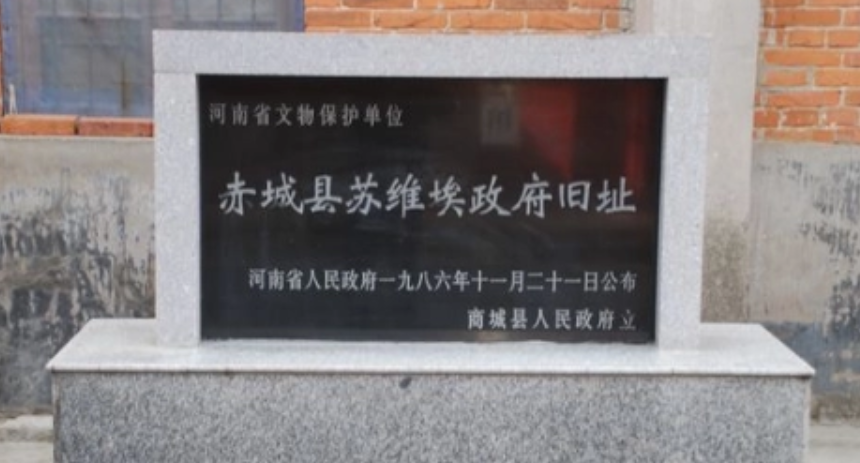 河南省文物保护单位
赤城县苏维埃政府旧址
河南省人民政府一九八六年十一月二十一日公布
商城县人民政府立